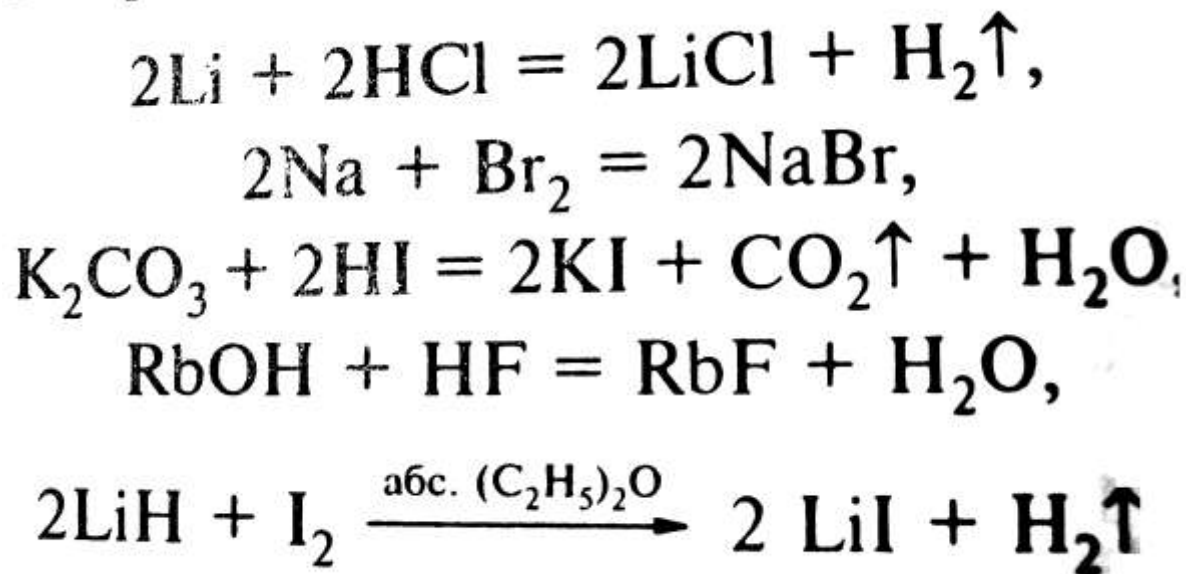 2Li + 2HCl = 2LiCl + H₂↑,
2Na + Br₂ = 2NaBr,
K₂CO₃ + 2HI = 2KI + CO₂↑ + H₂O,
RbOH + HF = RbF + H₂O,
абс. (C₂H₅)₂O
2LiH + I₂ ⟶ 2 LiI + H₂↑